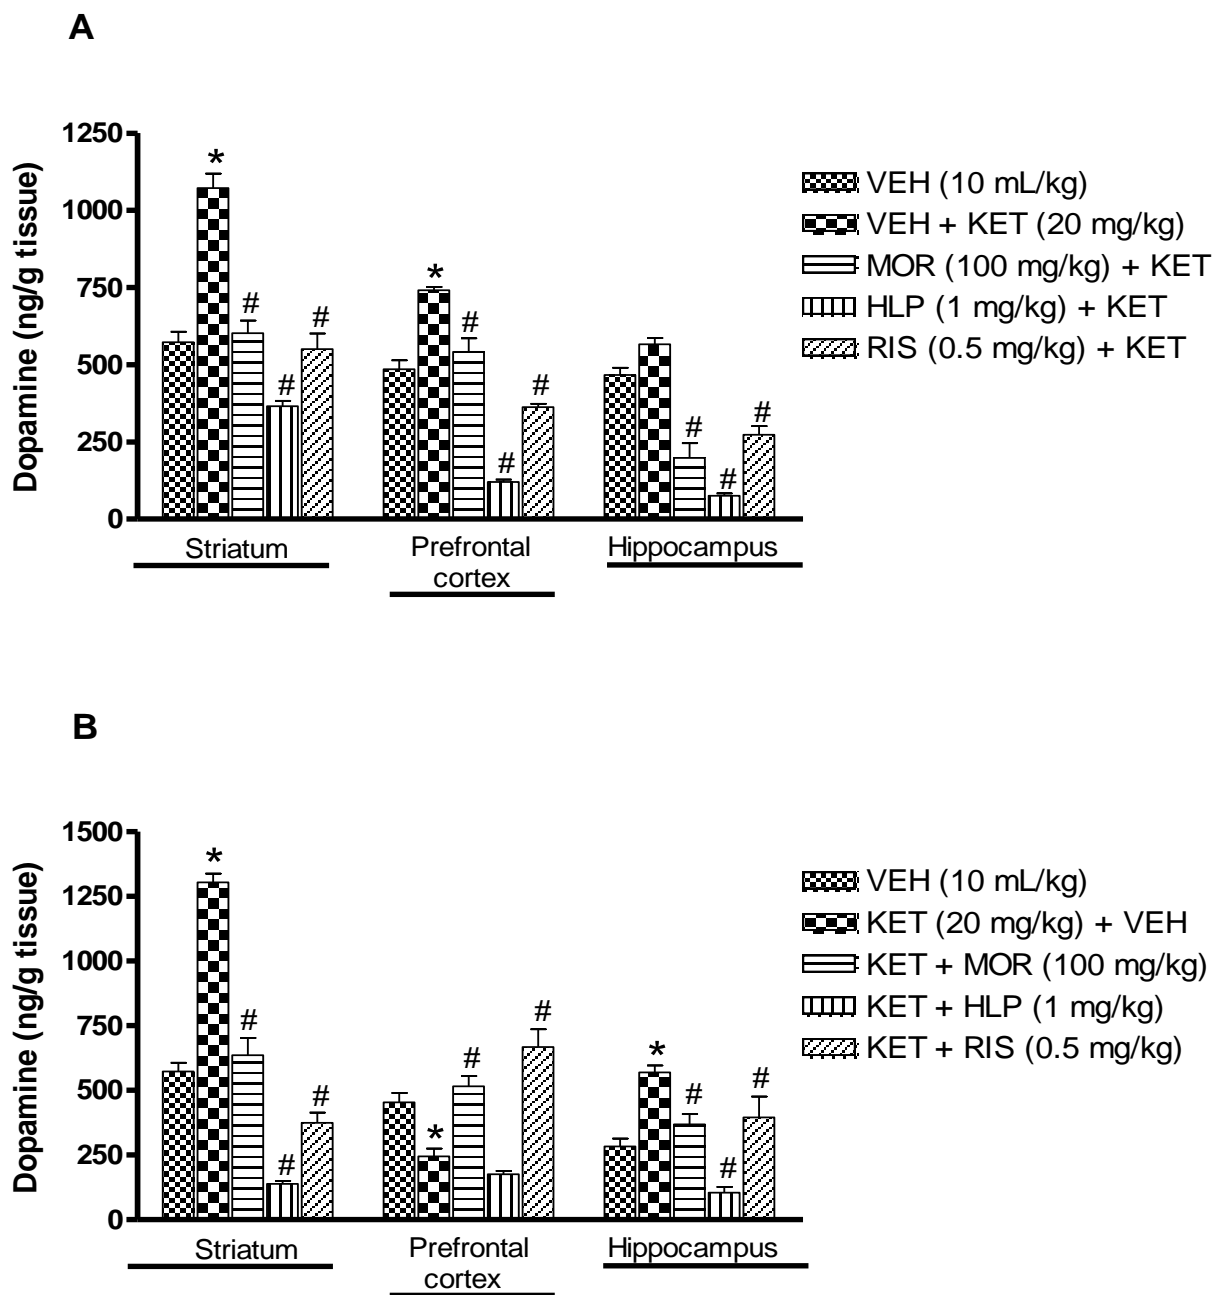 A
Dopamine (ng/g tissue)
1250
1000
750
500
250
0
*
#
#
#
*
#
#
#
#
#
#
Striatum
Prefrontal
cortex
Hippocampus
VEH (10 mL/kg)
VEH + KET (20 mg/kg)
MOR (100 mg/kg) + KET
HLP (1 mg/kg) + KET
RIS (0.5 mg/kg) + KET
B
Dopamine (ng/g tissue)
1500
1250
1000
750
500
250
0
*
#
#
#
*
#
#
*
#
#
#
Striatum
Prefrontal
cortex
Hippocampus
VEH (10 mL/kg)
KET (20 mg/kg) + VEH
KET + MOR (100 mg/kg)
KET + HLP (1 mg/kg)
KET + RIS (0.5 mg/kg)